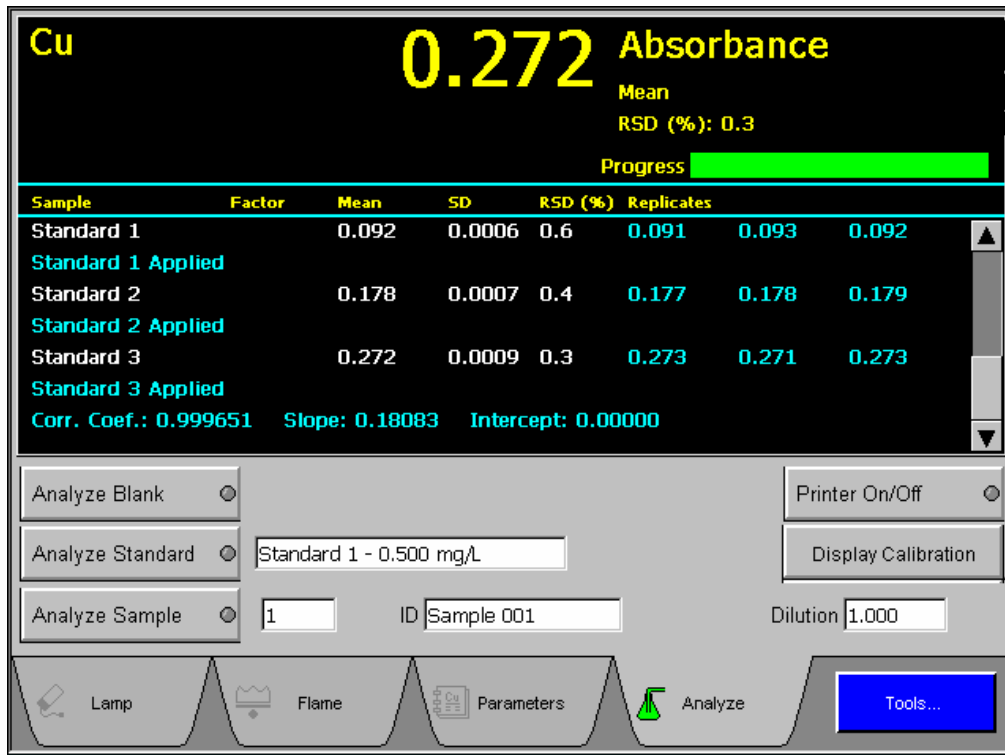 Cu
0.272 Absorbance
Mean
RSD (%): 0.3
Progress
Sample Factor Mean SD RSD (%) Replicates
Standard 1 0.092 0.0006 0.6 0.091 0.093 0.092
Standard 1 Applied
Standard 2 0.178 0.0007 0.4 0.177 0.178 0.179
Standard 2 Applied
Standard 3 0.272 0.0009 0.3 0.273 0.271 0.273
Standard 3 Applied
Corr. Coef.: 0.999651 Slope: 0.18083 Intercept: 0.00000
Analyze Blank Printer On/Off
Analyze Standard Standard 1 - 0.500 mg/L Display Calibration
Analyze Sample 1 ID Sample 001 Dilution 1.000
Lamp Flame Cu Parameters Analyze Tools...